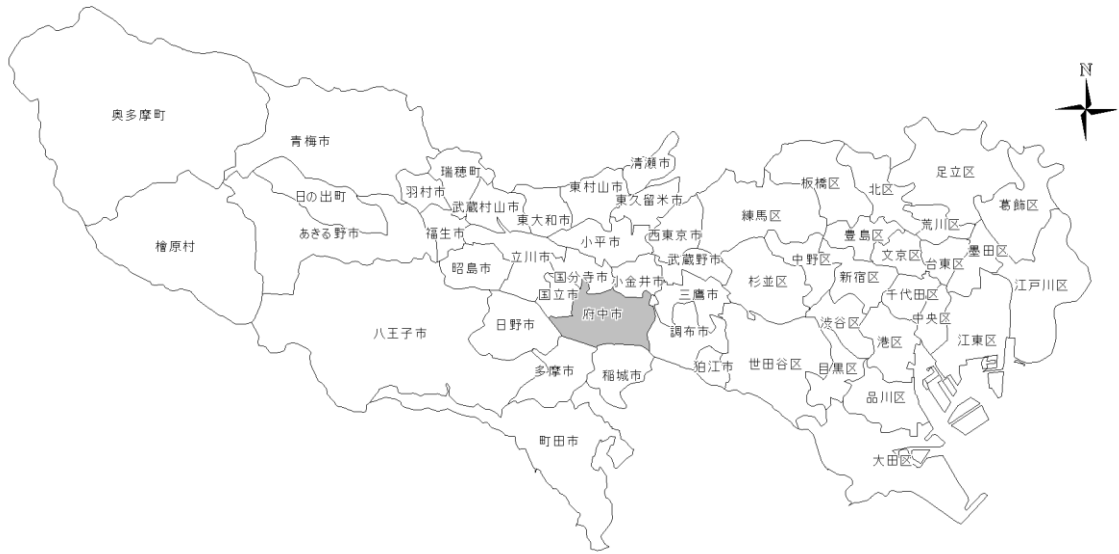 N
奥多摩町
青梅市
瑞穂町
清瀬市
東村山市
板橋区
北区
足立区
日の出町
羽村市
武蔵村山市
東大和市
東久留米市
葛飾区
檜原村
あきる野市
福生市
小平市
西東京市
練馬区
豊島区
荒川区
昭島市
立川市
武蔵野市
中野区
文京区
台東区
墨田区
国分寺市
小金井市
杉並区
新宿区
江戸川区
国立市
三鷹市
千代田区
八王子市
日野市
府中市
調布市
渋谷区
中央区
港区
江東区
多摩市
稲城市
狛江市
世田谷区
目黒区
品川区
町田市
大田区